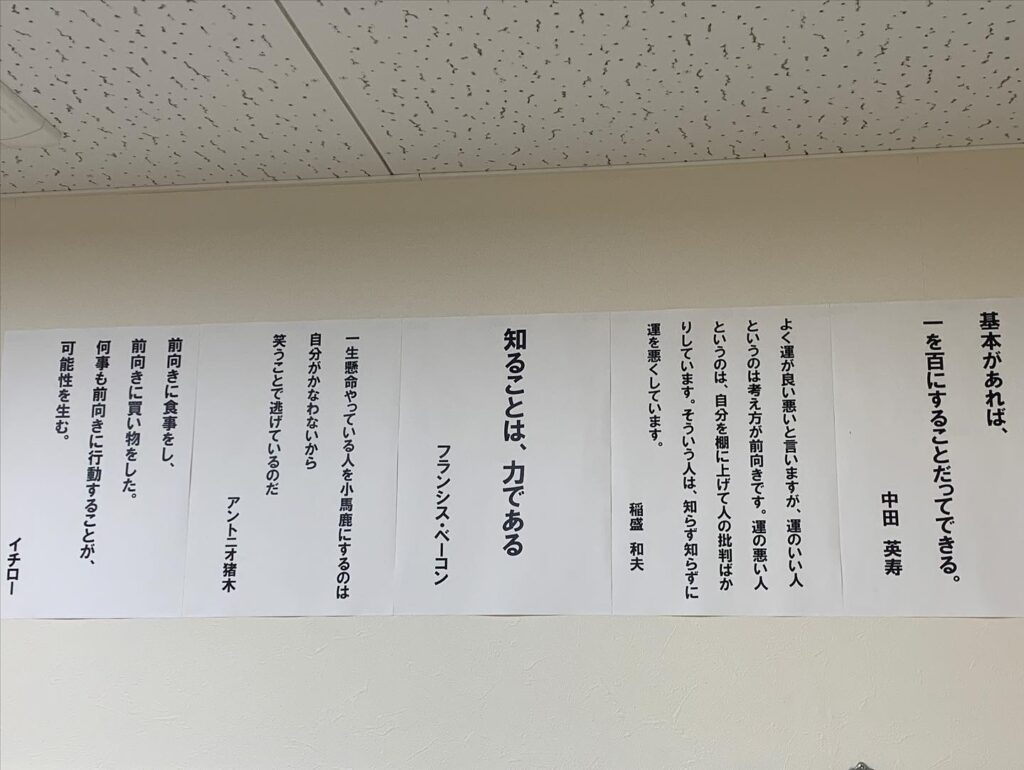 基本があれば、
一を百にすることだってできる。
中田 英寿
よく運が良い悪いと言いますが、運のいい人
というのは考え方が前向きです。運の悪い人
というのは、自分を棚に上げて人の批判ばか
りしています。そういう人は、知らず知らずに
運を悪くしています。
稲盛 和夫
知ることは、力である
フランシス・ベーコン
一生懸命やっている人を小馬鹿にするのは
自分がかなわないから
笑うことで逃げているのだ
アントニオ猪木
前向きに食事をし、
前向きに買い物をした。
何事も前向きに行動することが、
可能性を生む。
イチロー